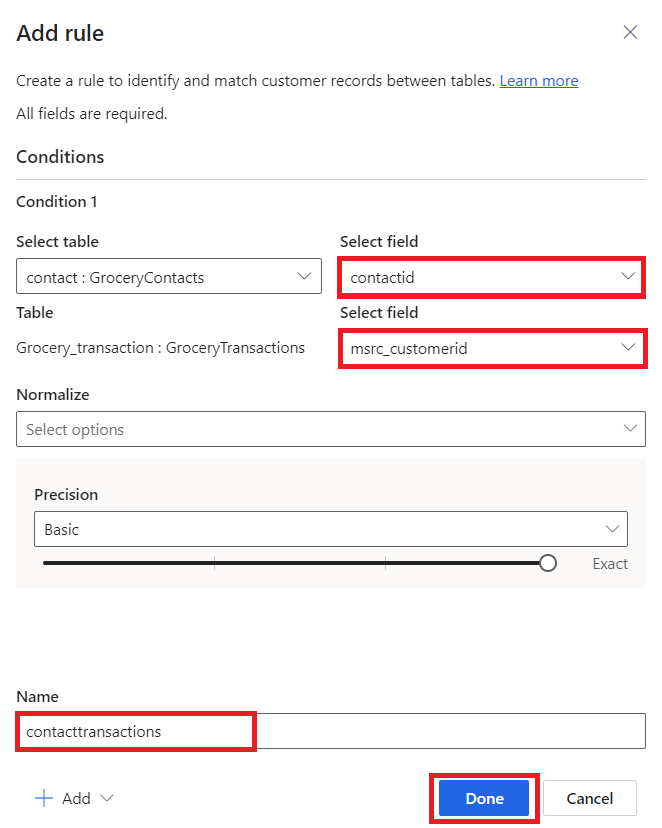 Add rule
Create a rule to identify and match customer records between tables. Learn more
All fields are required.
Conditions
Condition 1
Select table
Select field
contact : GroceryContacts
contactid
Table
Select field
Grocery_transaction : GroceryTransactions
msrc_customerid
Normalize
Select options
Precision
Basic
Exact
Name
contacttransactions
Add
Done
Cancel